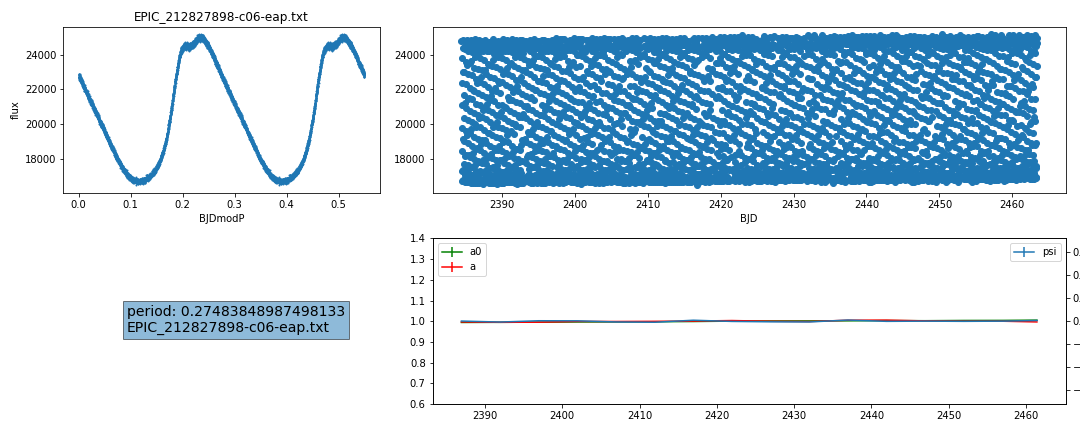 EPIC_212827898-c06-eap.txt
flux
24000
22000
20000
18000
0.0 0.1 0.2 0.3 0.4 0.5
BJDmodP
24000
22000
20000
18000
2390 2400 2410 2420 2430 2440 2450 2460
BJD
period: 0.27483848987498133
EPIC_212827898-c06-eap.txt
1.4
1.3
1.2
1.1
1.0
0.9
0.8
0.7
0.6
a0
a
psi
2390 2400 2410 2420 2430 2440 2450 2460